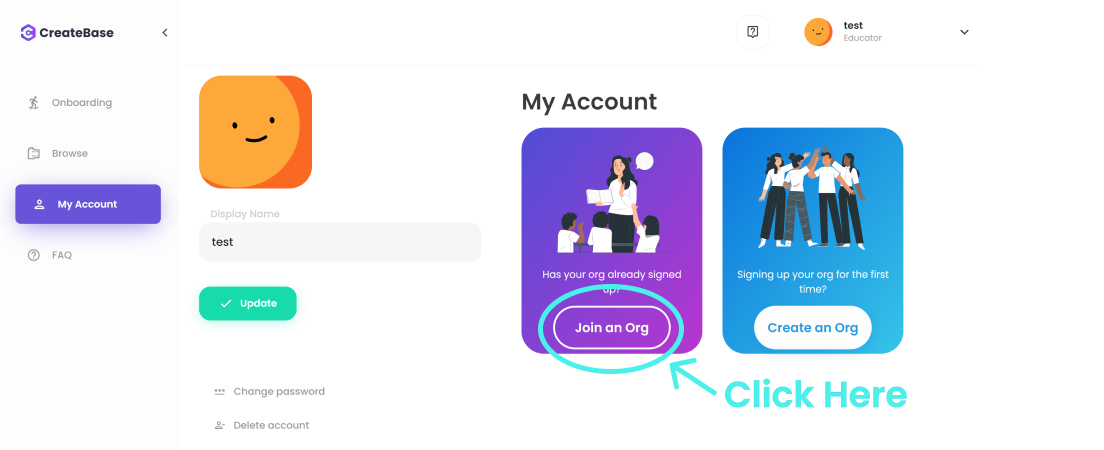 CreateBase
test
Educator
Onboarding
Browse
My Account
FAQ
Display Name
test
Update
Change password
Delete account
My Account
Has your org already signed
up?
Join an Org
Signing up your org for the first
time?
Create an Org
Click Here